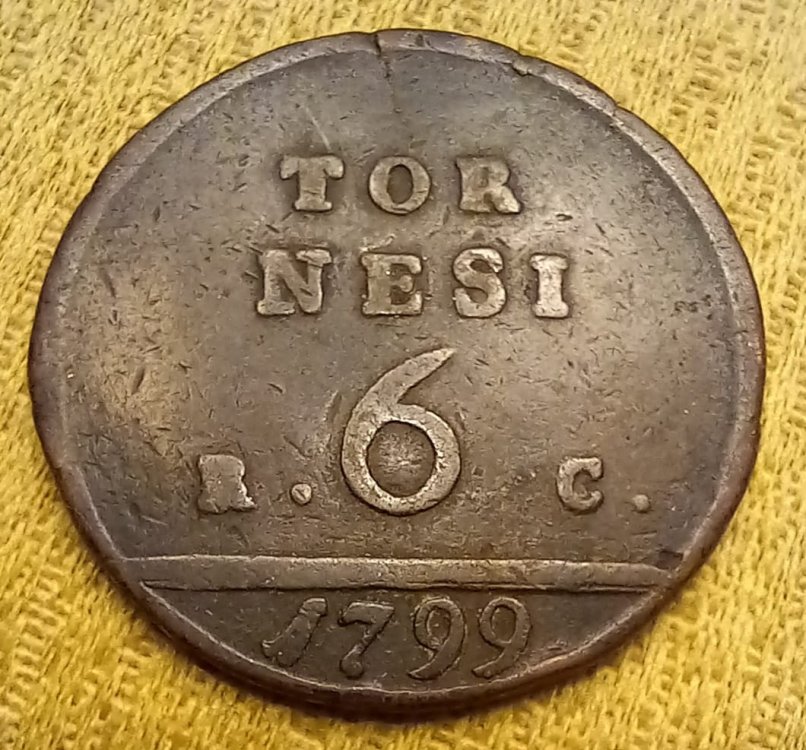 TOR
NESI
R. 6 C.
1799